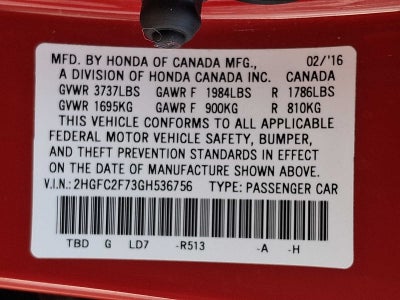 MFD. BY HONDA OF CANADA MFG., 02/'16
A DIVISION OF HONDA CANADA INC. CANADA
GVWR 3737LBS GAWR F 1984LBS R 1786LBS
GVWR 1695KG GAWR F 900KG R 810KG
THIS VEHICLE CONFORMS TO ALL APPLICABLE
FEDERAL MOTOR VEHICLE SAFETY, BUMPER,
AND THEFT PREVENTION STANDARDS IN EFFECT
ON THE DATE OF MANUFACTURE SHOWN ABOVE.
V.I.N.: 2HGFC2F73GH536756 TYPE: PASSENGER CAR
TBD G LD7 -R513 -A -H